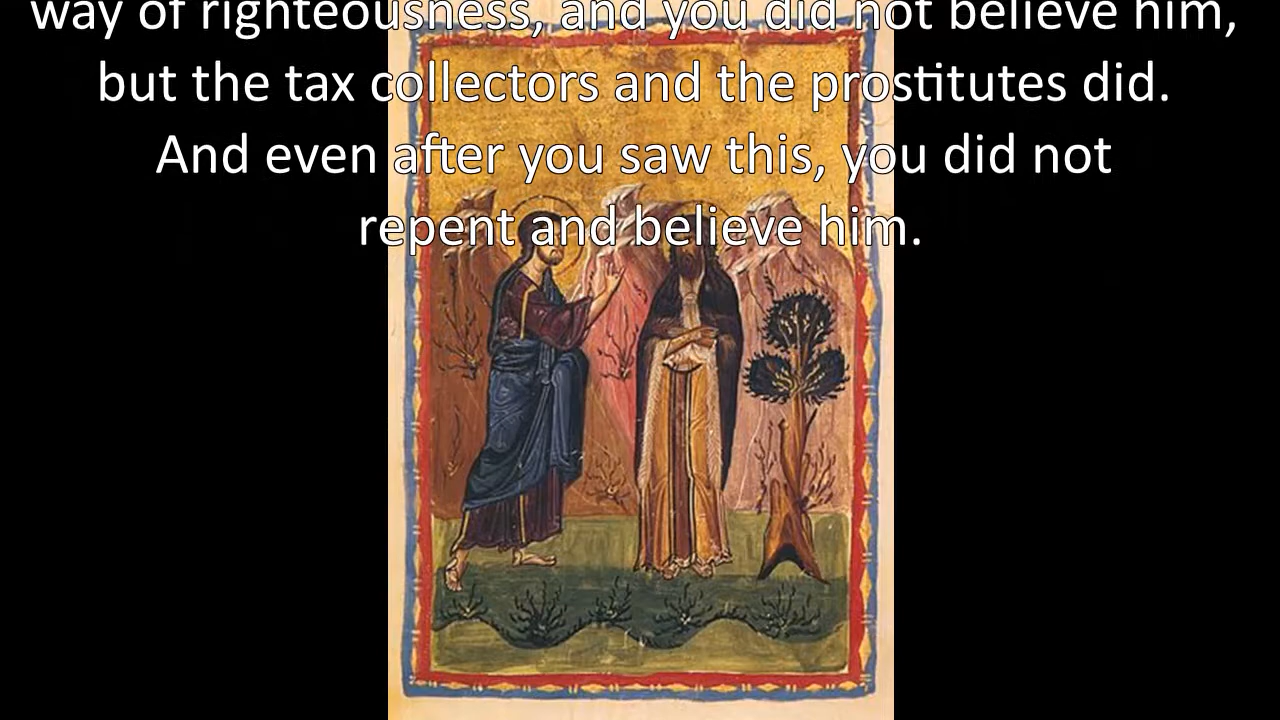 way of righteousness, and you did not believe him,
but the tax collectors and the prostitutes did.
And even after you saw this, you did not
repent and believe him.